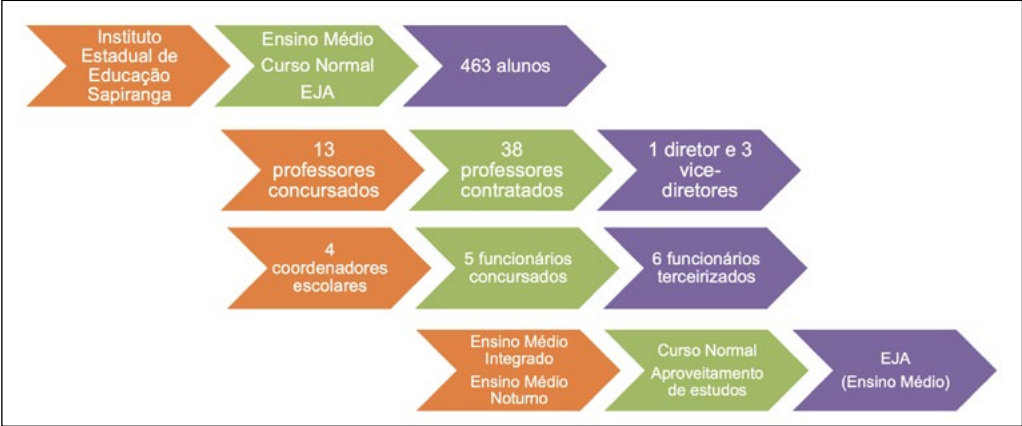 Instituto
Estadual de
Educação
Sapiranga
Ensino Médio
Curso Normal
EJA
463 alunos
13
professores
concursados
38
professores
contratados
1 diretor e 3
vice-
diretores
4
coordenadores
escolares
5 funcionários
concursados
6 funcionários
terceirizados
Ensino Médio
Integrado
Ensino Médio
Noturno
Curso Normal
Aproveitamento
de estudos
EJA
(Ensino Médio)